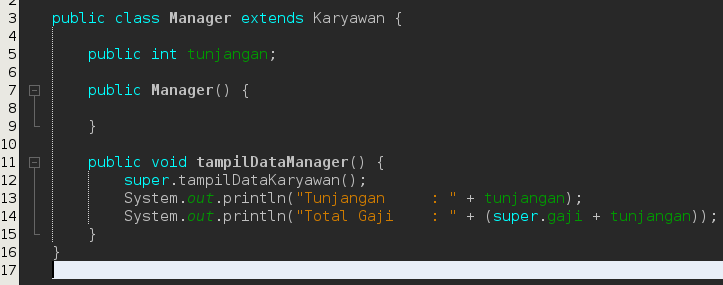 2
3 public class Manager extends Karyawan {
4
5     public int tunjangan;
6
7     public Manager() {
8
9     }
10
11     public void tampilDataManager() {
12         super.tampilDataKaryawan();
13         System.out.println("Tunjangan     : " + tunjangan);
14         System.out.println("Total Gaji    : " + (super.gaji + tunjangan));
15     }
16 }
17